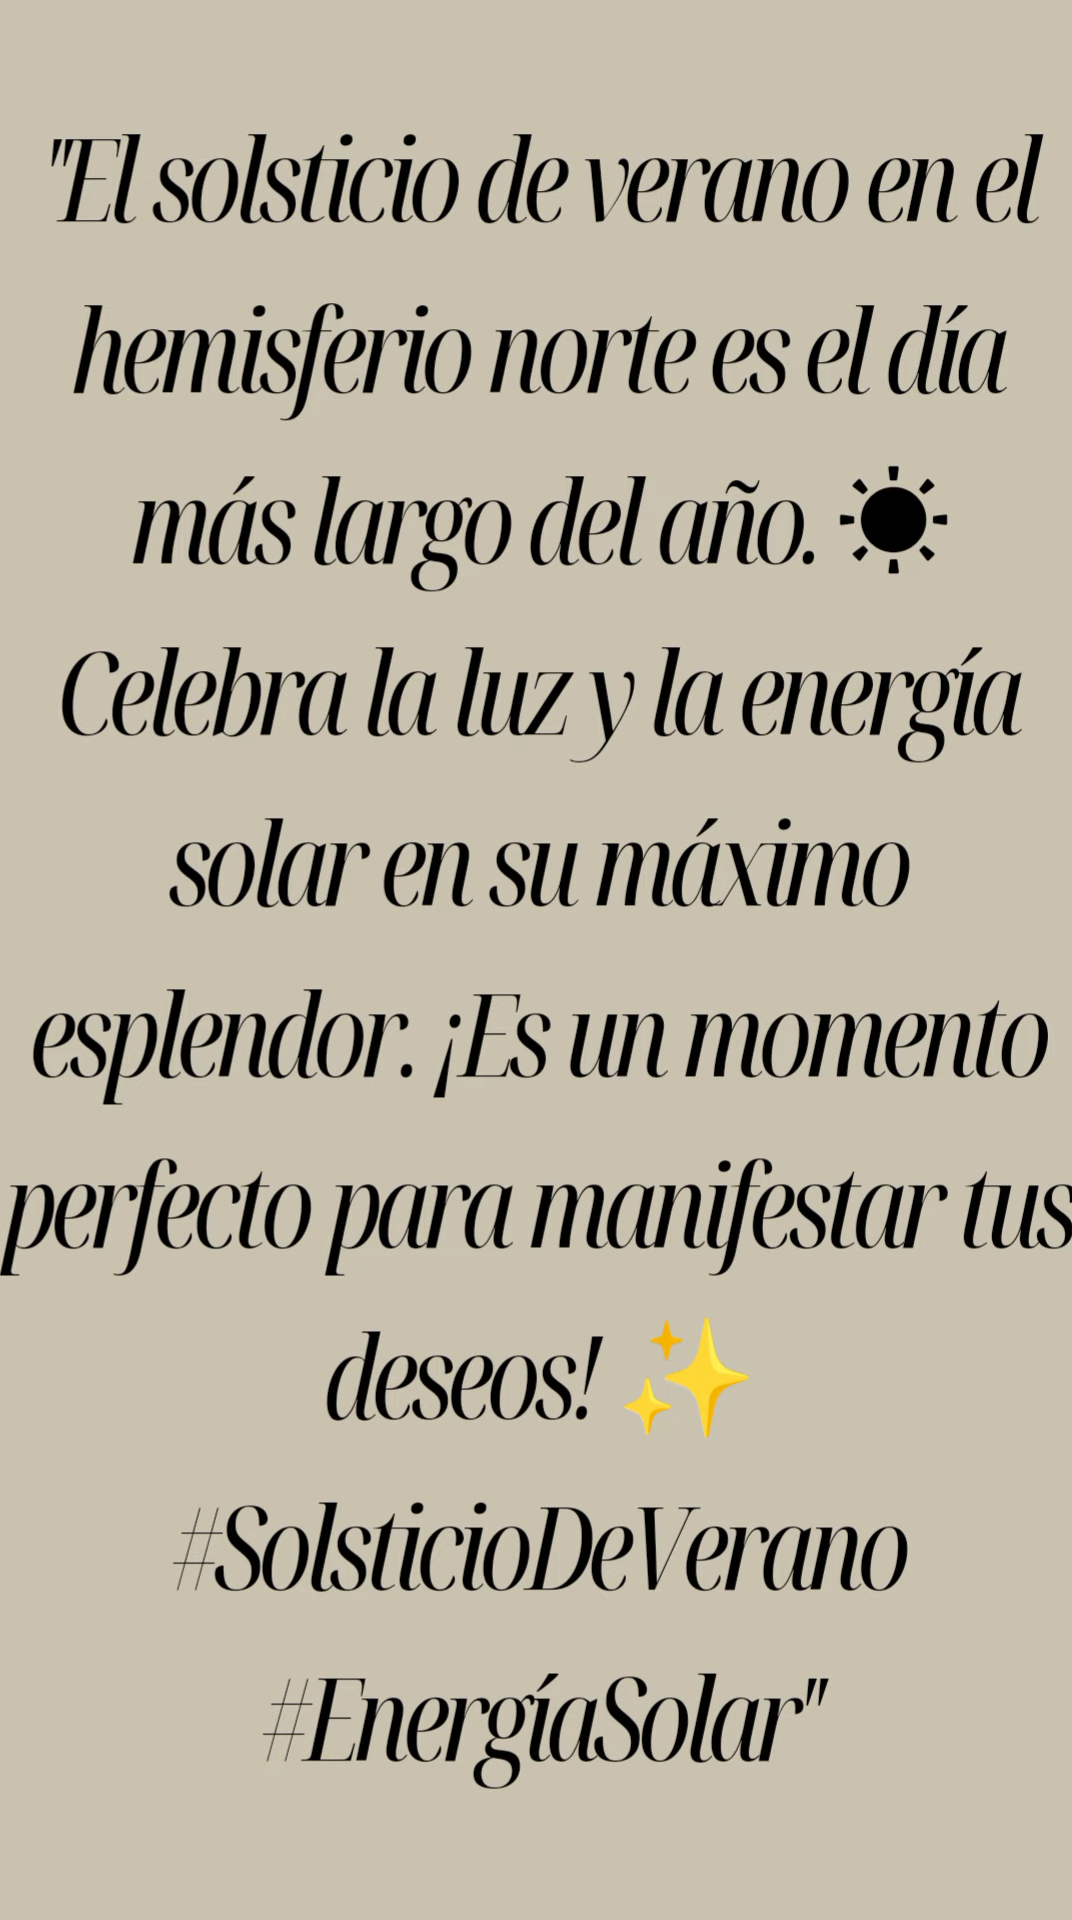 "El solsticio de verano en el
hemisferio norte es el día
más largo del año. ☀
Celebra la luz y la energía
solar en su máximo
esplendor. ¡Es un momento
perfecto para manifestar tus
deseos! ✨
#SolsticioDeVerano
#EnergíaSolar"